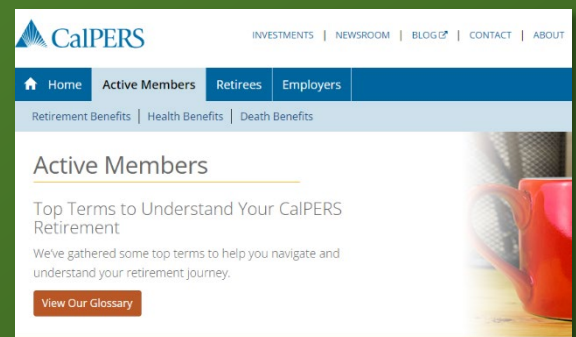 CalPERS
INVESTMENTS | NEWSROOM | BLOG | CONTACT | ABOUT
Home Active Members Retirees Employers
Retirement Benefits | Health Benefits | Death Benefits
Active Members
Top Terms to Understand Your CalPERS
Retirement
We've gathered some top terms to help you navigate and
understand your retirement journey.
View Our Glossary